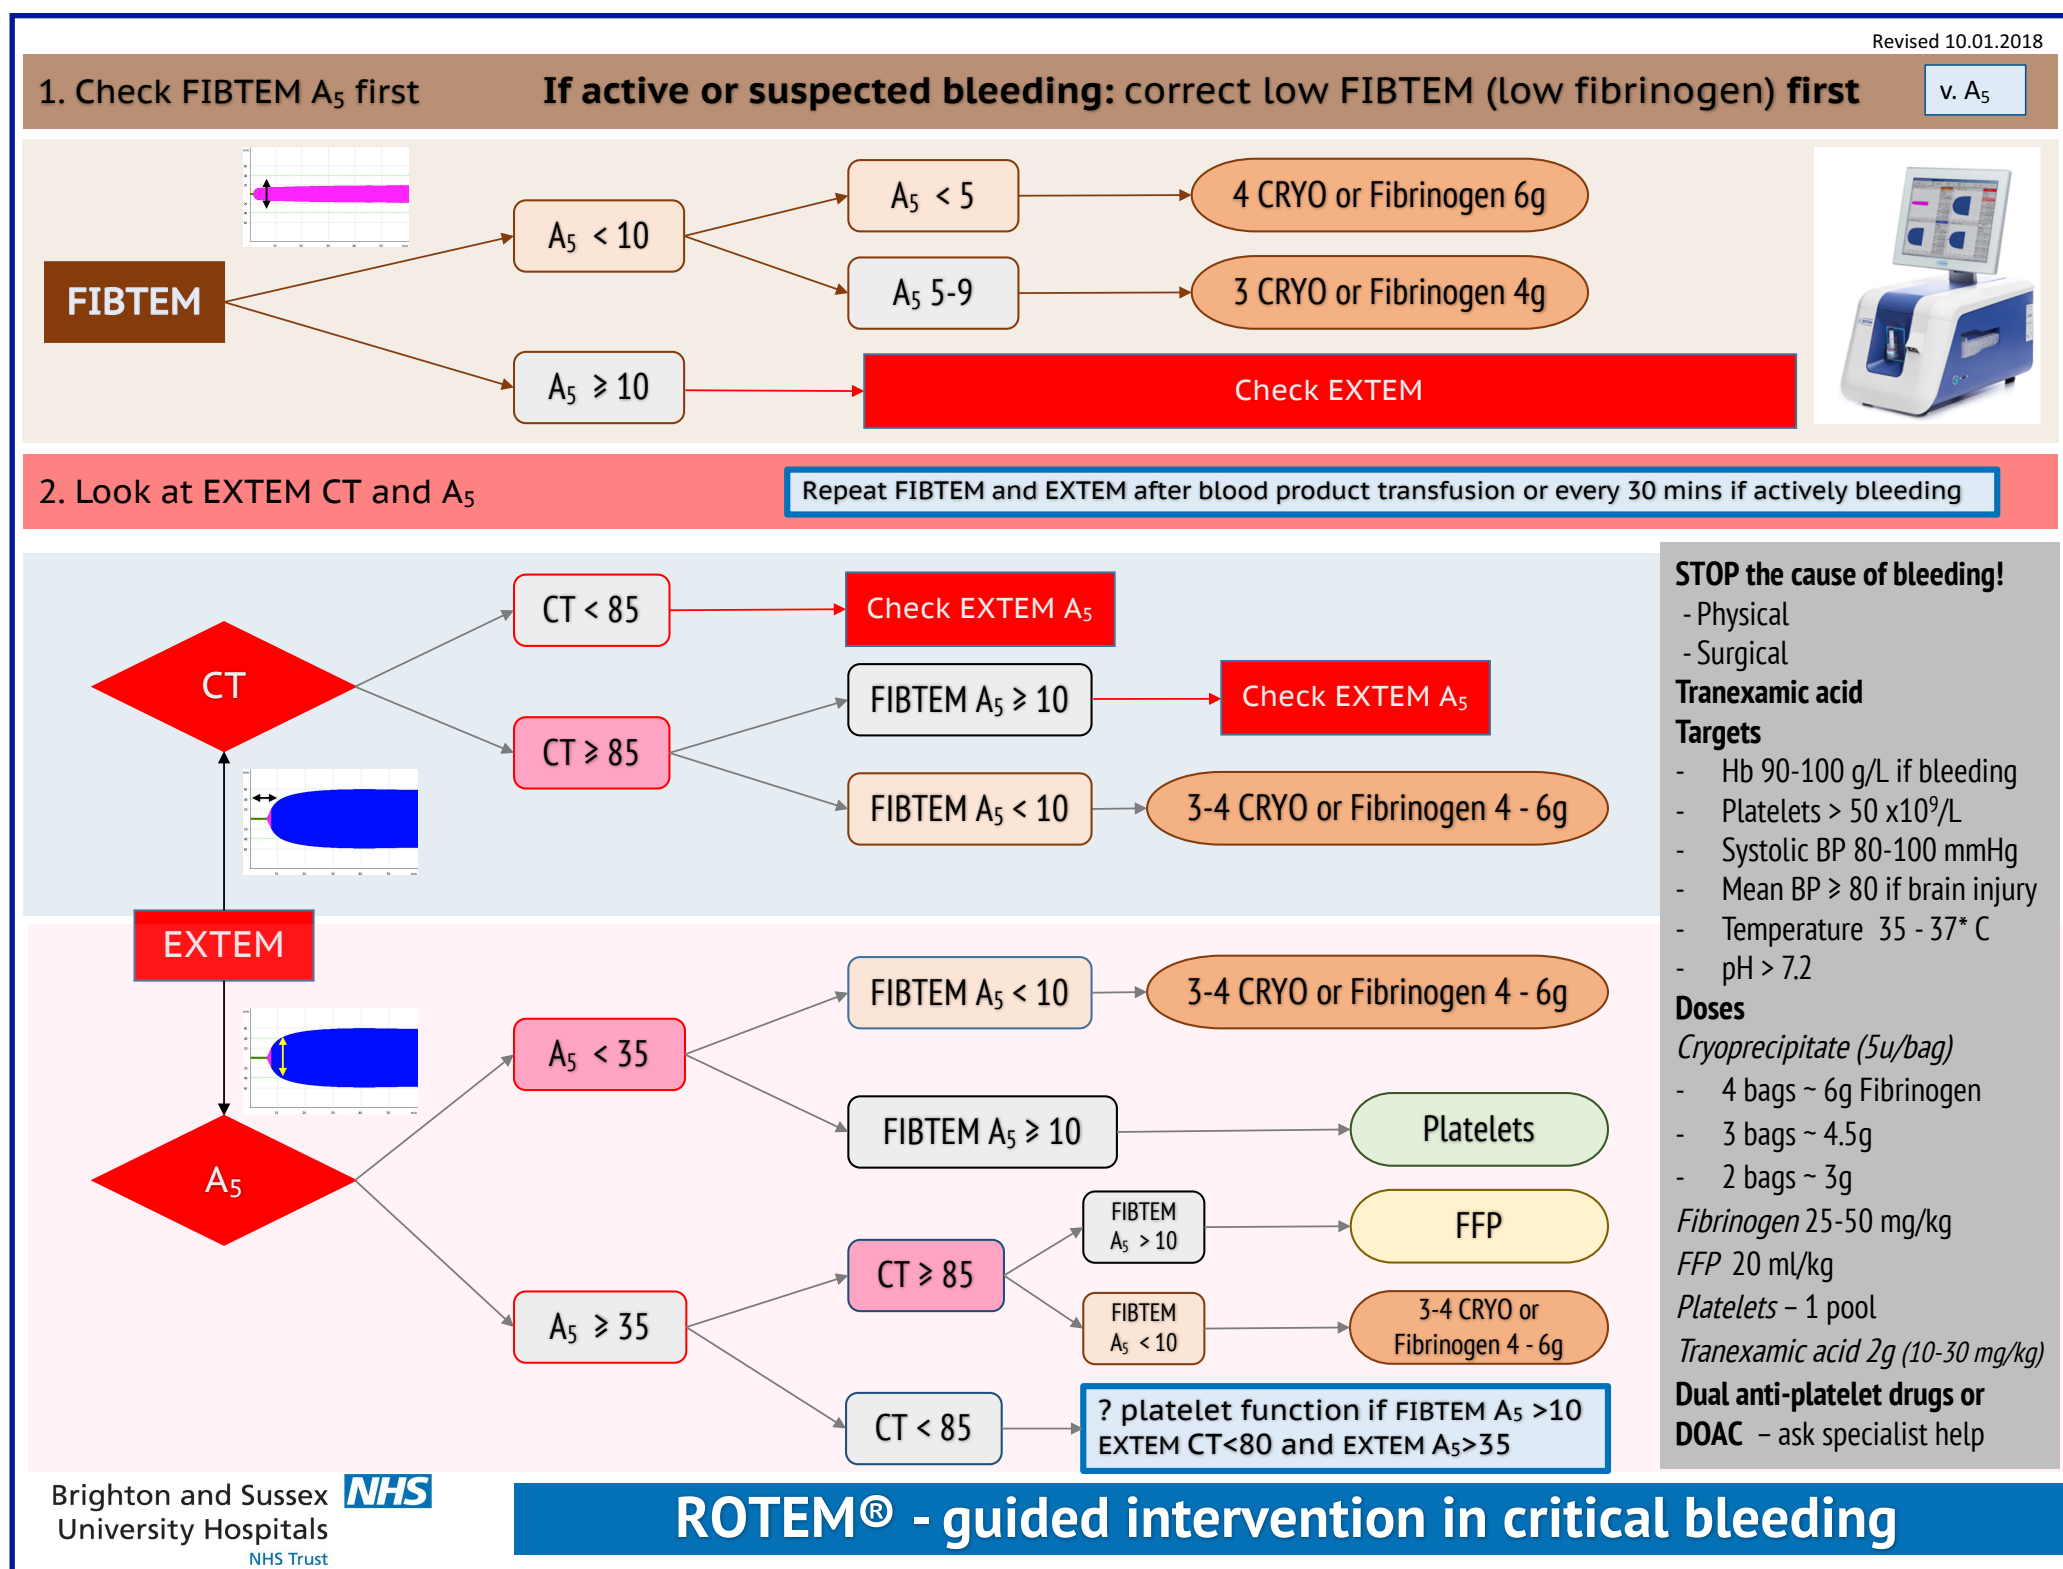 Revised 10.01.2018
1. Check FIBTEM A₅ first
If active or suspected bleeding: correct low FIBTEM (low fibrinogen) first
v. A₅
FIBTEM
A₅ < 10
A₅ < 5
4 CRYO or Fibrinogen 6g
A₅ 5-9
3 CRYO or Fibrinogen 4g
A₅ ⩾ 10
Check EXTEM
2. Look at EXTEM CT and A₅
Repeat FIBTEM and EXTEM after blood product transfusion or every 30 mins if actively bleeding
CT
CT < 85
Check EXTEM A₅
CT ⩾ 85
FIBTEM A₅ ⩾ 10
Check EXTEM A₅
FIBTEM A₅ < 10
3-4 CRYO or Fibrinogen 4 - 6g
EXTEM
A₅
A₅ < 35
FIBTEM A₅ < 10
3-4 CRYO or Fibrinogen 4 - 6g
FIBTEM A₅ ⩾ 10
Platelets
A₅ ⩾ 35
CT ⩾ 85
FIBTEM
A₅ > 10
FFP
FIBTEM
A₅ < 10
3-4 CRYO or
Fibrinogen 4 - 6g
CT < 85
? platelet function if FIBTEM A₅ >10
EXTEM CT<80 and EXTEM A₅>35
STOP the cause of bleeding!
- Physical
- Surgical
Tranexamic acid
Targets
- Hb 90-100 g/L if bleeding
- Platelets > 50 x10⁹/L
- Systolic BP 80-100 mmHg
- Mean BP ⩾ 80 if brain injury
- Temperature 35 - 37* C
- pH > 7.2
Doses
Cryoprecipitate (5u/bag)
- 4 bags ~ 6g Fibrinogen
- 3 bags ~ 4.5g
- 2 bags ~ 3g
Fibrinogen 25-50 mg/kg
FFP 20 ml/kg
Platelets – 1 pool
Tranexamic acid 2g (10-30 mg/kg)
Dual anti-platelet drugs or
DOAC – ask specialist help
Brighton and Sussex NHS
University Hospitals
NHS Trust
ROTEM® - guided intervention in critical bleeding